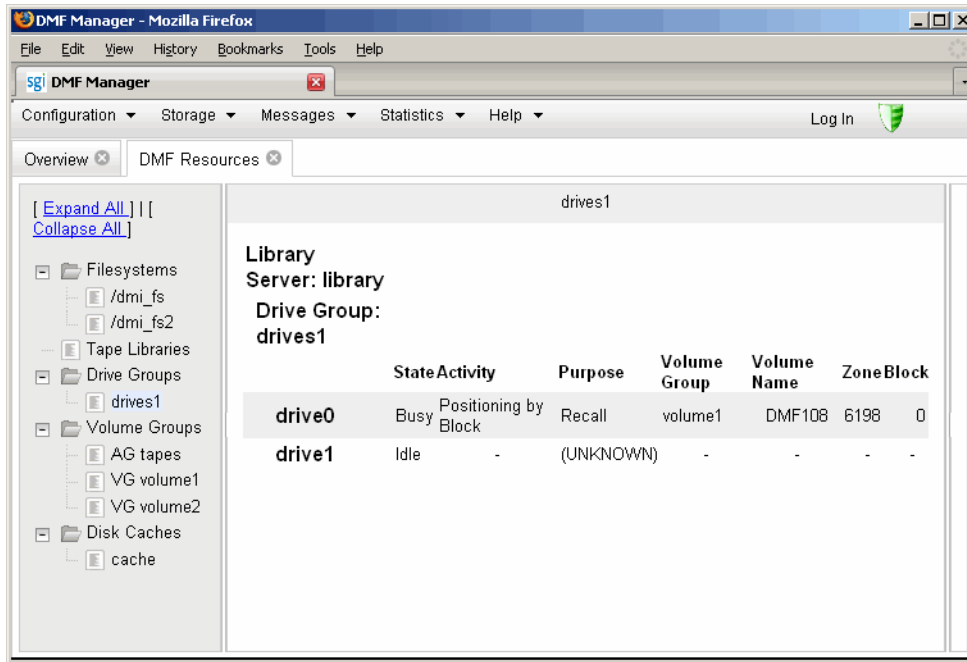 DMF Manager - Mozilla Firefox
File Edit View History Bookmarks Tools Help
sgi DMF Manager
Configuration Storage Messages Statistics Help Log In
Overview DMF Resources
[ Expand All ] | [
Collapse All ]
Filesystems
/dmi_fs
/dmi_fs2
Tape Libraries
Drive Groups
drives1
Volume Groups
AG tapes
VG volume1
VG volume2
Disk Caches
cache
drives1
Library
Server: library
Drive Group:
drives1
State Activity Purpose Volume Group Volume Name Zone Block
drive0 Busy Positioning by Block Recall volume1 DMF108 6198 0
drive1 Idle - (UNKNOWN) - - - -